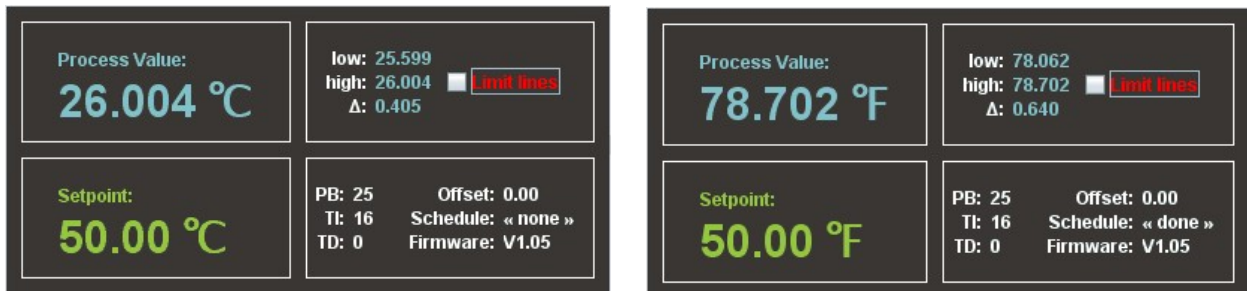 Process Value:
26.004 ℃
low: 25.599
high: 26.004 Limit lines
Δ: 0.405
Setpoint:
50.00 ℃
PB: 25 Offset: 0.00
TI: 16 Schedule: « none »
TD: 0 Firmware: V1.05
Process Value:
78.702 ℉
low: 78.062
high: 78.702 Limit lines
Δ: 0.640
Setpoint:
50.00 ℉
PB: 25 Offset: 0.00
TI: 16 Schedule: « done »
TD: 0 Firmware: V1.05